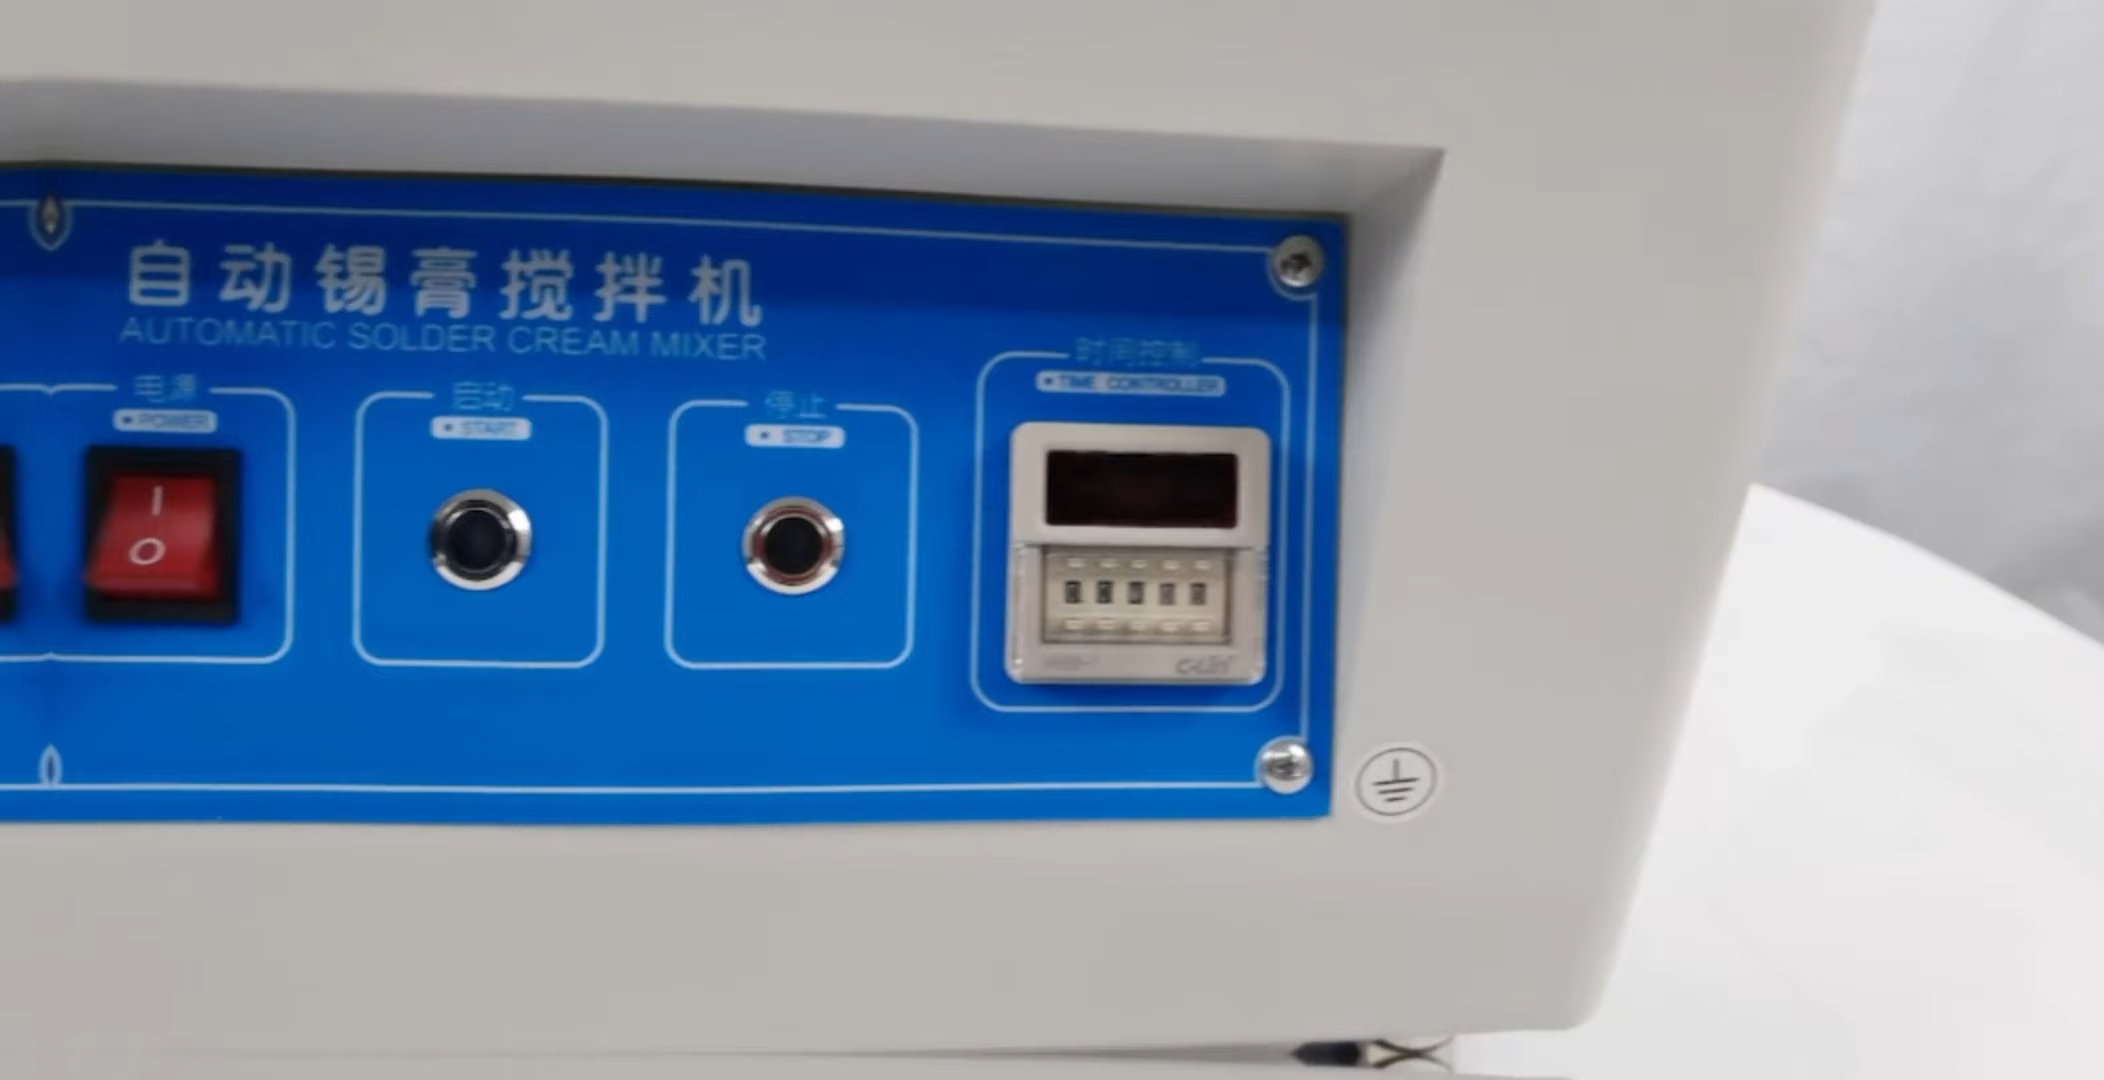 自动锡膏搅拌机
AUTOMATIC SOLDER CREAM MIXER
电源
POWER
启动
START
停止
STOP
时间控制
TIME CONTROLLER
I
O